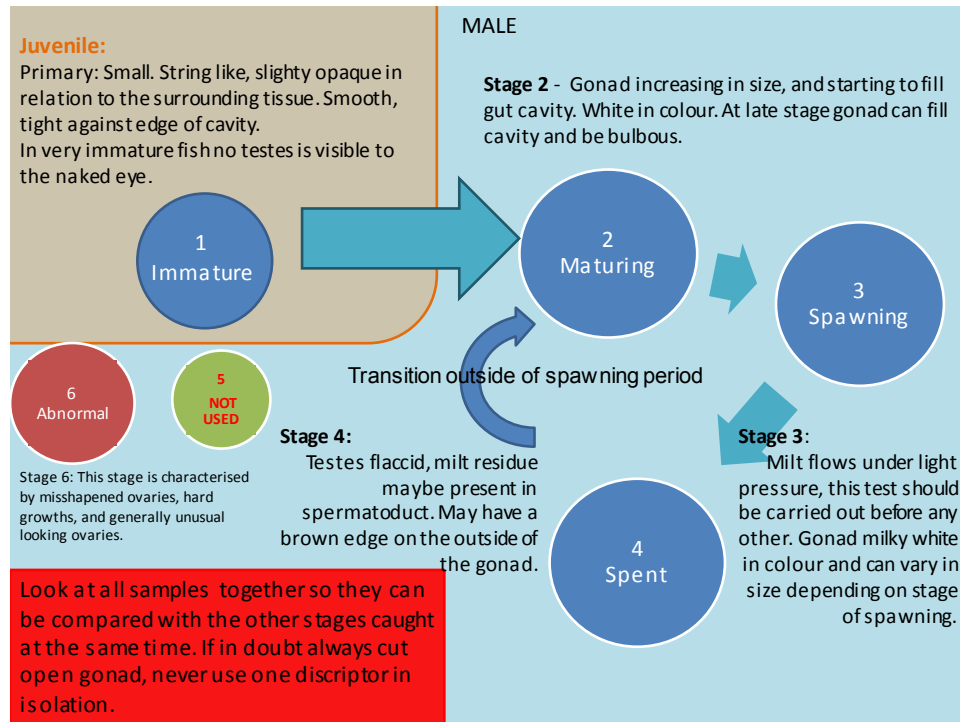 MALE
Juvenile:
Primary: Small. String like, slighty opaque in
relation to the surrounding tissue. Smooth,
tight against edge of cavity.
In very immature fish no testes is visible to
the naked eye.
1
Immature
Stage 2 - Gonad increasing in size, and starting to fill
gut cavity. White in colour. At late stage gonad can fill
cavity and be bulbous.
2
Maturing
3
Spawning
Transition outside of spawning period
6
Abnormal
5
NOT
USED
Stage 6: This stage is characterised
by misshapened ovaries, hard
growths, and generally unusual
looking ovaries.
Stage 4:
Testes flaccid, milt residue
maybe present in
spermatoduct. May have a
brown edge on the outside of
the gonad.
4
Spent
Stage 3:
Milt flows under light
pressure, this test should
be carried out before any
other. Gonad milky white
in colour and can vary in
size depending on stage
of spawning.
Look at all samples together so they can
be compared with the other stages caught
at the same time. If in doubt always cut
open gonad, never use one discriptor in
isolation.